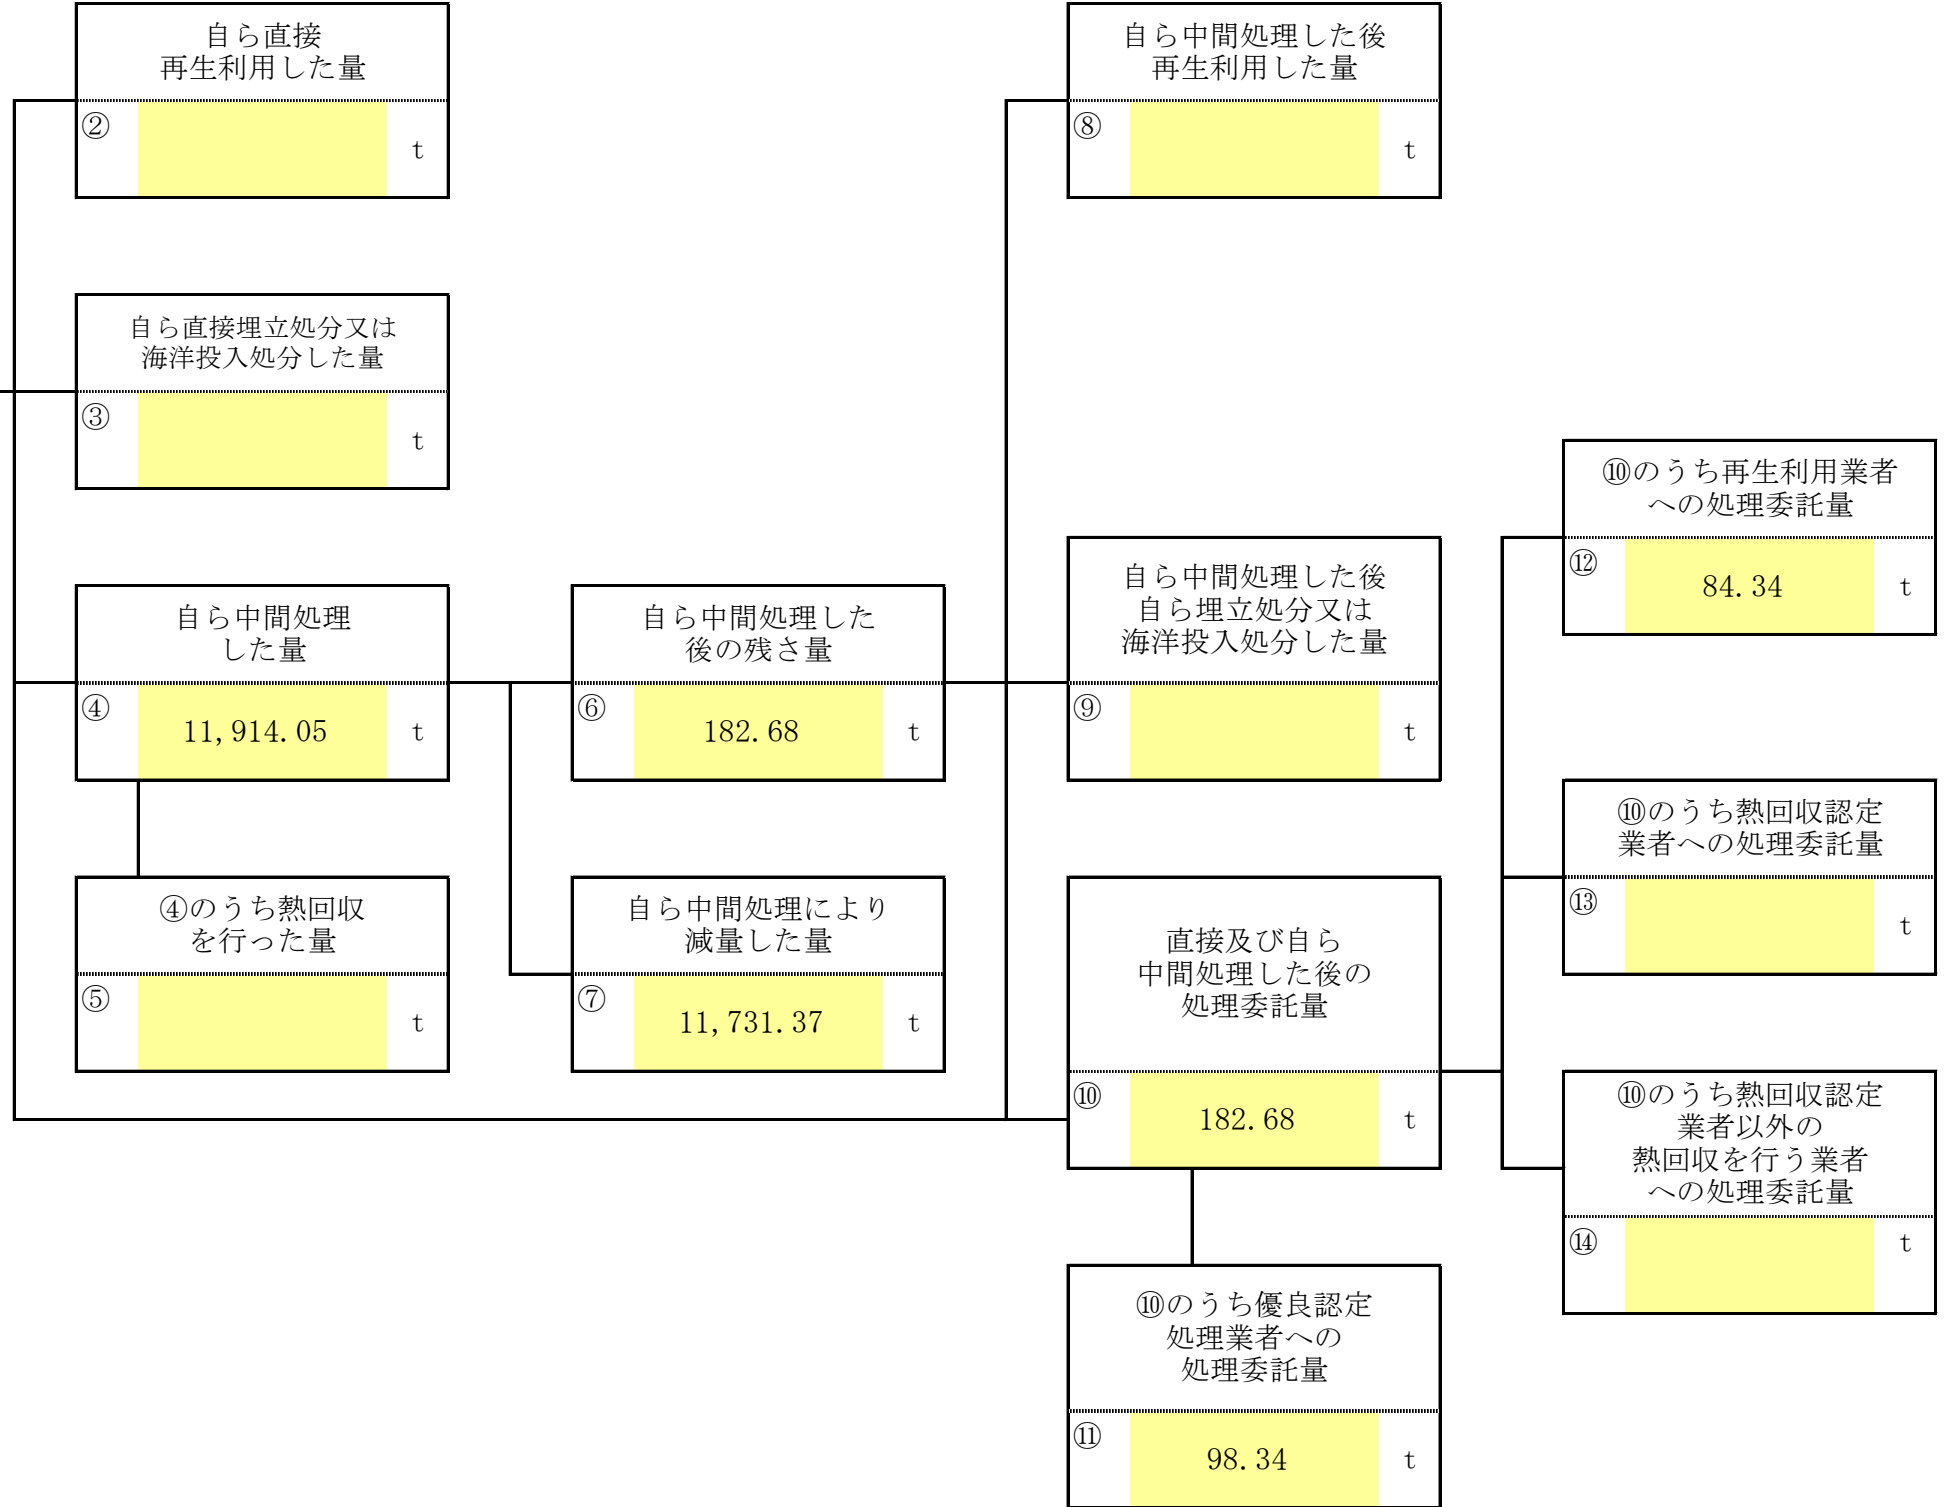 自ら直接
再生利用した量
②
t
自ら中間処理した後
再生利用した量
⑧
t
自ら直接埋立処分又は
海洋投入処分した量
③
t
⑩のうち再生利用業者
への処理委託量
⑫
84.34
t
自ら中間処理
した量
④
11,914.05
t
自ら中間処理した
後の残さ量
⑥
182.68
t
自ら中間処理した後
自ら埋立処分又は
海洋投入処分した量
⑨
t
⑩のうち熱回収認定
業者への処理委託量
⑬
t
④のうち熱回収
を行った量
⑤
t
自ら中間処理により
減量した量
⑦
11,731.37
t
直接及び自ら
中間処理した後の
処理委託量
⑩
182.68
t
⑩のうち熱回収認定
業者以外の
熱回収を行う業者
への処理委託量
⑭
t
⑩のうち優良認定
処理業者への
処理委託量
⑪
98.34
t